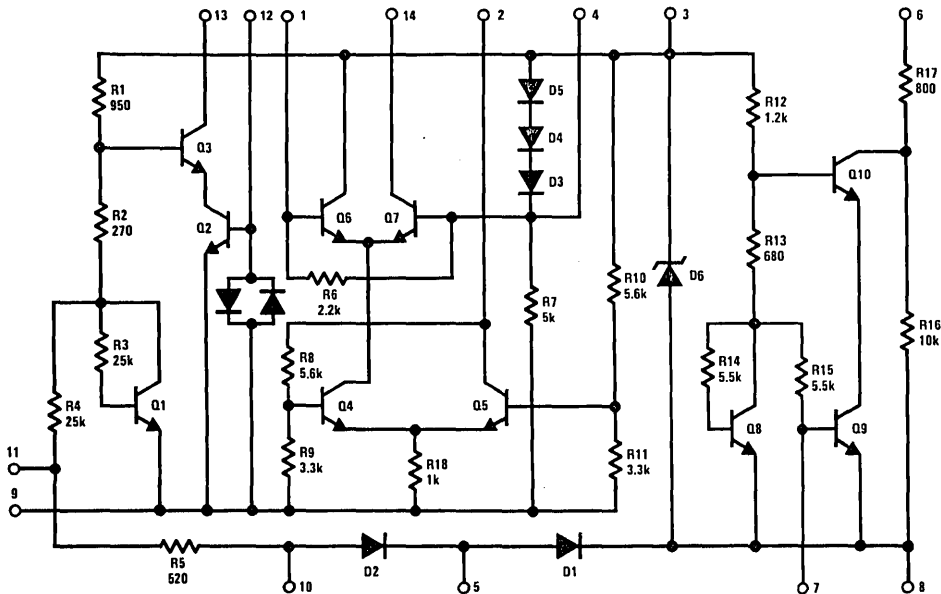 13 12 1 14 2 4 3 6
R1
950
R17
800
D5
R12
1.2k
D4
Q3
D3
Q10
R2
270
Q2
Q6 Q7
R13
680
R6
2.2k
R7
5k
R10
5.6k
D6
R3
25k
R8
5.6k
R16
10k
R14
5.5k
R15
5.5k
R4
25k
Q1
Q4 Q5
Q8 Q9
R9
3.3k
R18
1k
R11
3.3k
11
9
R5
520
D2
D1
10 5 7 8